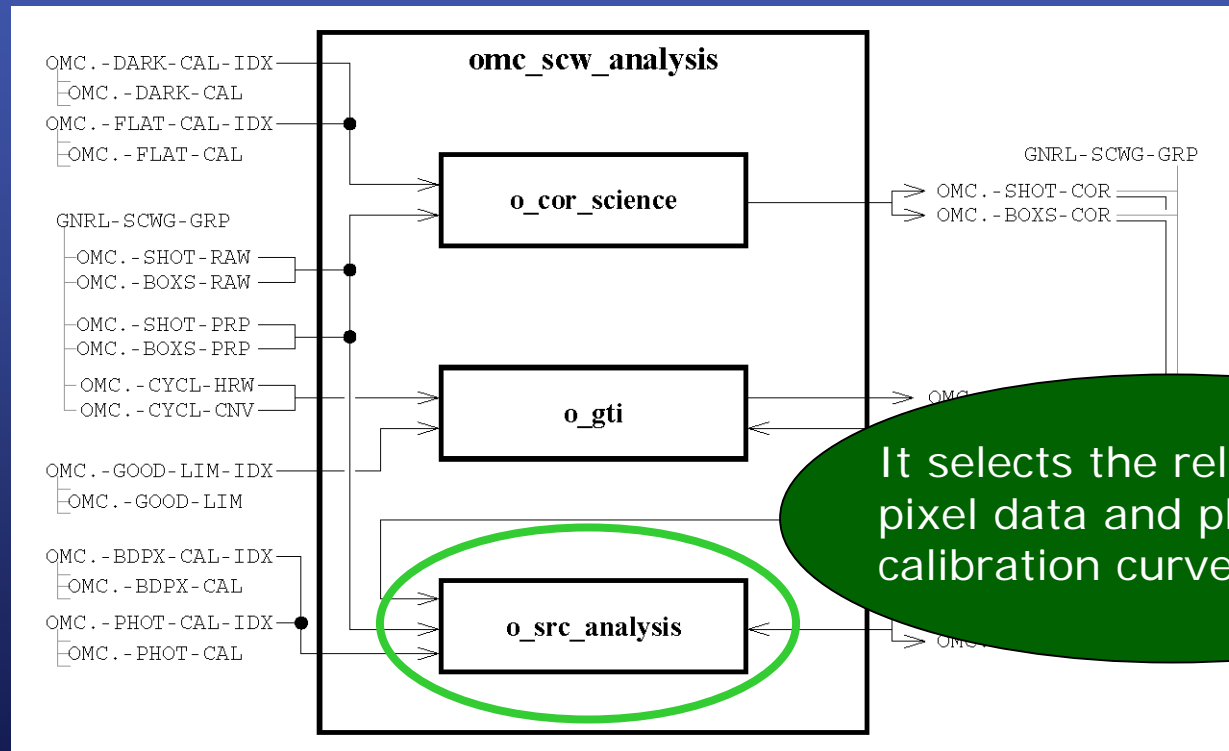 omc_scw_analysis
OMC.-DARK-CAL-IDX
OMC.-DARK-CAL
OMC.-FLAT-CAL-IDX
OMC.-FLAT-CAL
GNRL-SCWG-GRP
OMC.-SHOT-RAW
OMC.-BOXS-RAW
OMC.-SHOT-PRP
OMC.-BOXS-PRP
OMC.-CYCL-HRW
OMC.-CYCL-CNV
OMC.-GOOD-LIM-IDX
OMC.-GOOD-LIM
OMC.-BDPX-CAL-IDX
OMC.-BDPX-CAL
OMC.-PHOT-CAL-IDX
OMC.-PHOT-CAL
o_cor_science
o_gti
o_src_analysis
GNRL-SCWG-GRP
OMC.-SHOT-COR
OMC.-BOXS-COR
It selects the
pixel data and
calibration